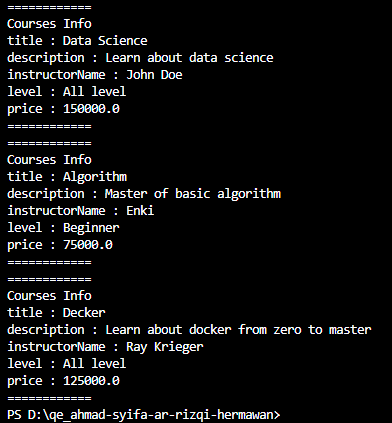 ============
Courses Info
title : Data Science
description : Learn about data science
instructorName : John Doe
level : All level
price : 150000.0
============
============
Courses Info
title : Algorithm
description : Master of basic algorithm
instructorName : Enki
level : Beginner
price : 75000.0
============
============
Courses Info
title : Decker
description : Learn about docker from zero to master
instructorName : Ray Krieger
level : All level
price : 125000.0
============
PS D:\qe_ahmad-syifa-ar-rizqi-hermawan>